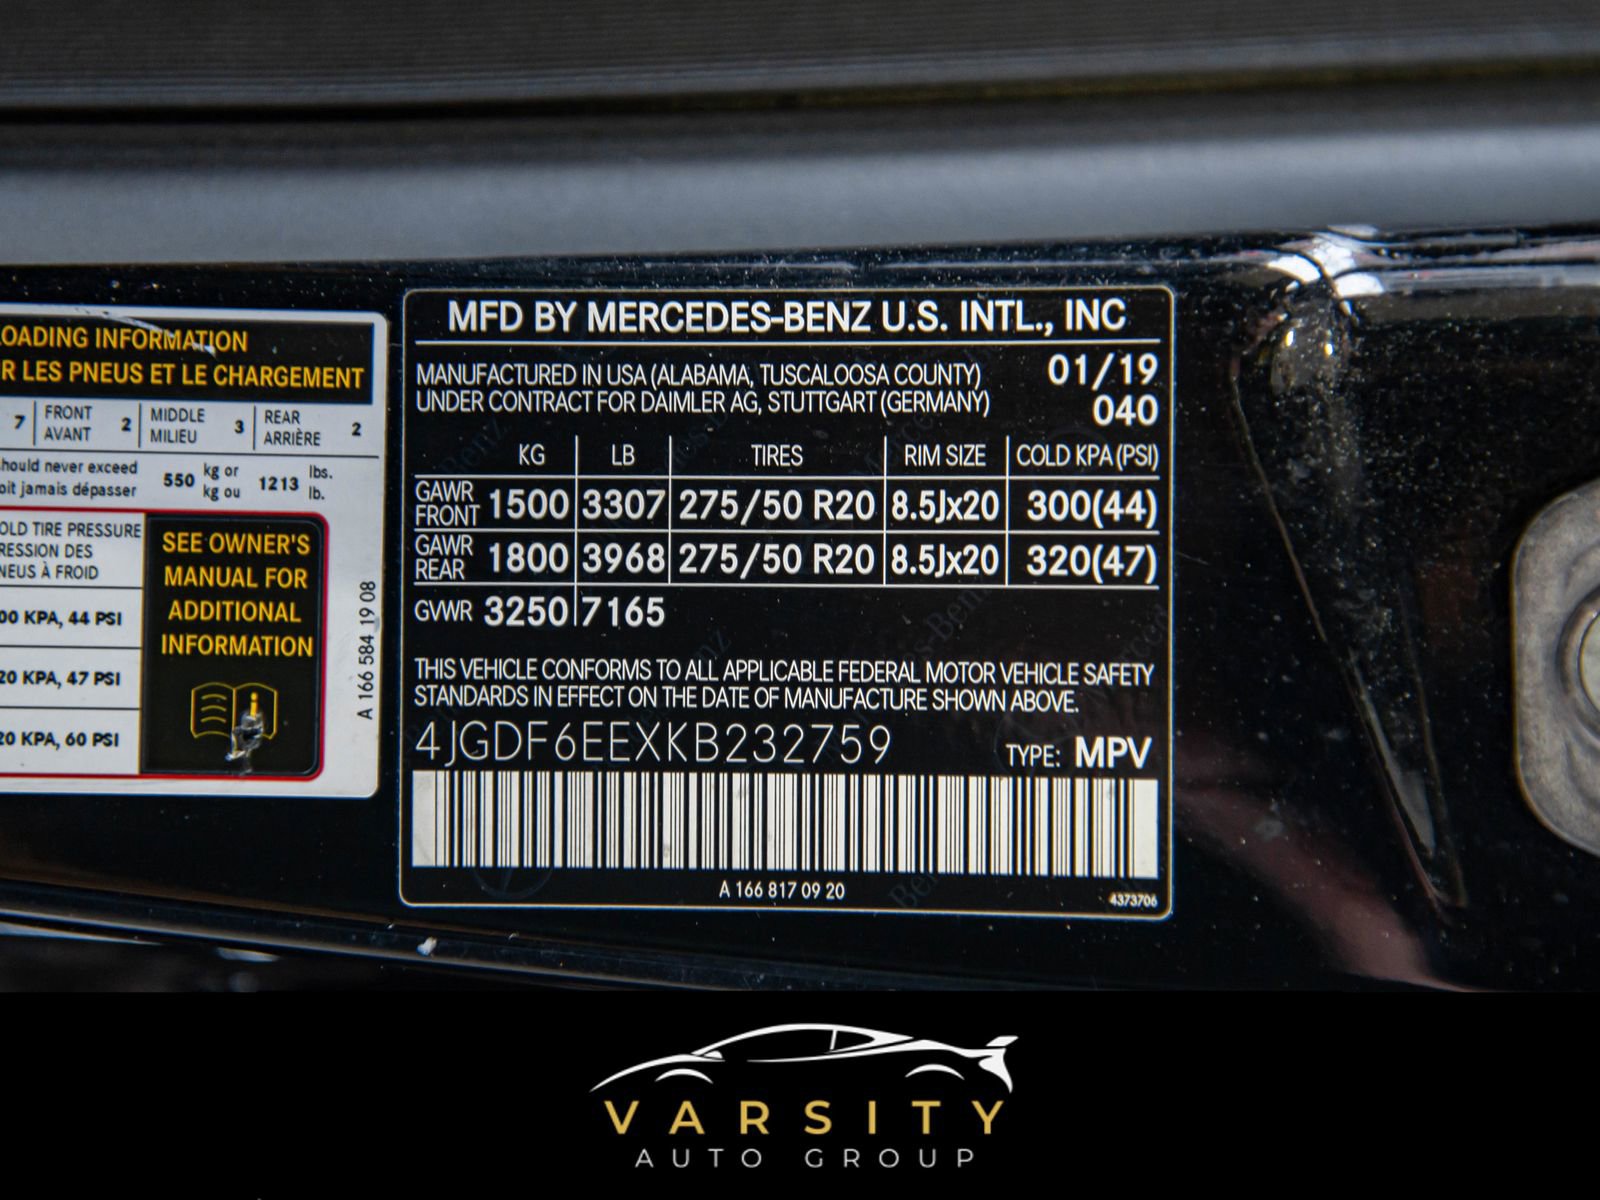 LOADING INFORMATION
R LES PNEUS ET LE CHARGEMENT
7 FRONT AVANT 2 MIDDLE MILIEU 3 REAR ARRIÈRE 2
hould never exceed
oit jamais dépasser
550 kg or kg ou 1213 lbs. lb.
OLD TIRE PRESSURE
RESSION DES
NEUS À FROID
00 KPA, 44 PSI
20 KPA, 47 PSI
20 KPA, 60 PSI
SEE OWNER'S
MANUAL FOR
ADDITIONAL
INFORMATION
A 166 584 19 08
MFD BY MERCEDES-BENZ U.S. INTL., INC
MANUFACTURED IN USA (ALABAMA, TUSCALOOSA COUNTY) 01/19
UNDER CONTRACT FOR DAIMLER AG, STUTTGART (GERMANY) 040
KG LB TIRES RIM SIZE COLD KPA (PSI)
GAWR FRONT 1500 3307 275/50 R20 8.5Jx20 300(44)
GAWR REAR 1800 3968 275/50 R20 8.5Jx20 320(47)
GVWR 3250 7165
THIS VEHICLE CONFORMS TO ALL APPLICABLE FEDERAL MOTOR VEHICLE SAFETY
STANDARDS IN EFFECT ON THE DATE OF MANUFACTURE SHOWN ABOVE.
4JGDF6EEXKB232759 TYPE: MPV
A 166 817 09 20
4373706
VARSITY
AUTO GROUP